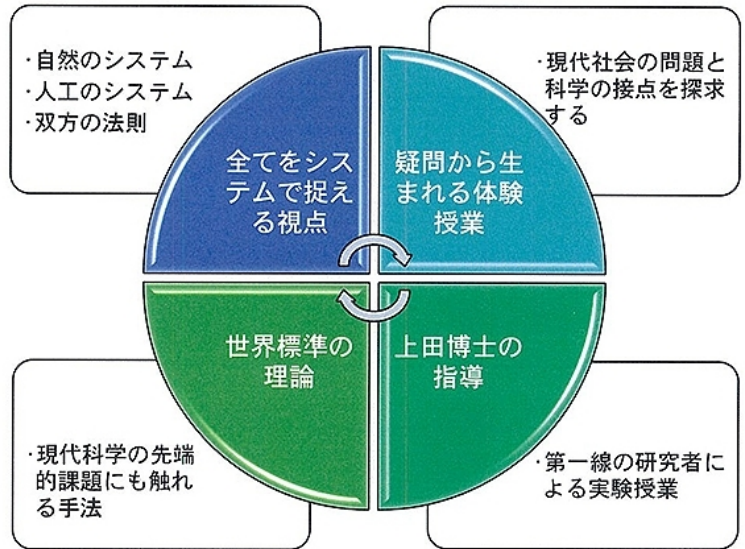 ・自然のシステム
・人工のシステム
・双方の法則
・現代社会の問題と
科学の接点を探求
する
全てをシス
テムで捉え
る視点
疑問から生
まれる体験
授業
世界標準の
理論
上田博士の
指導
・現代科学の先端
的課題にも触れ
る手法
・第一線の研究者に
よる実験授業